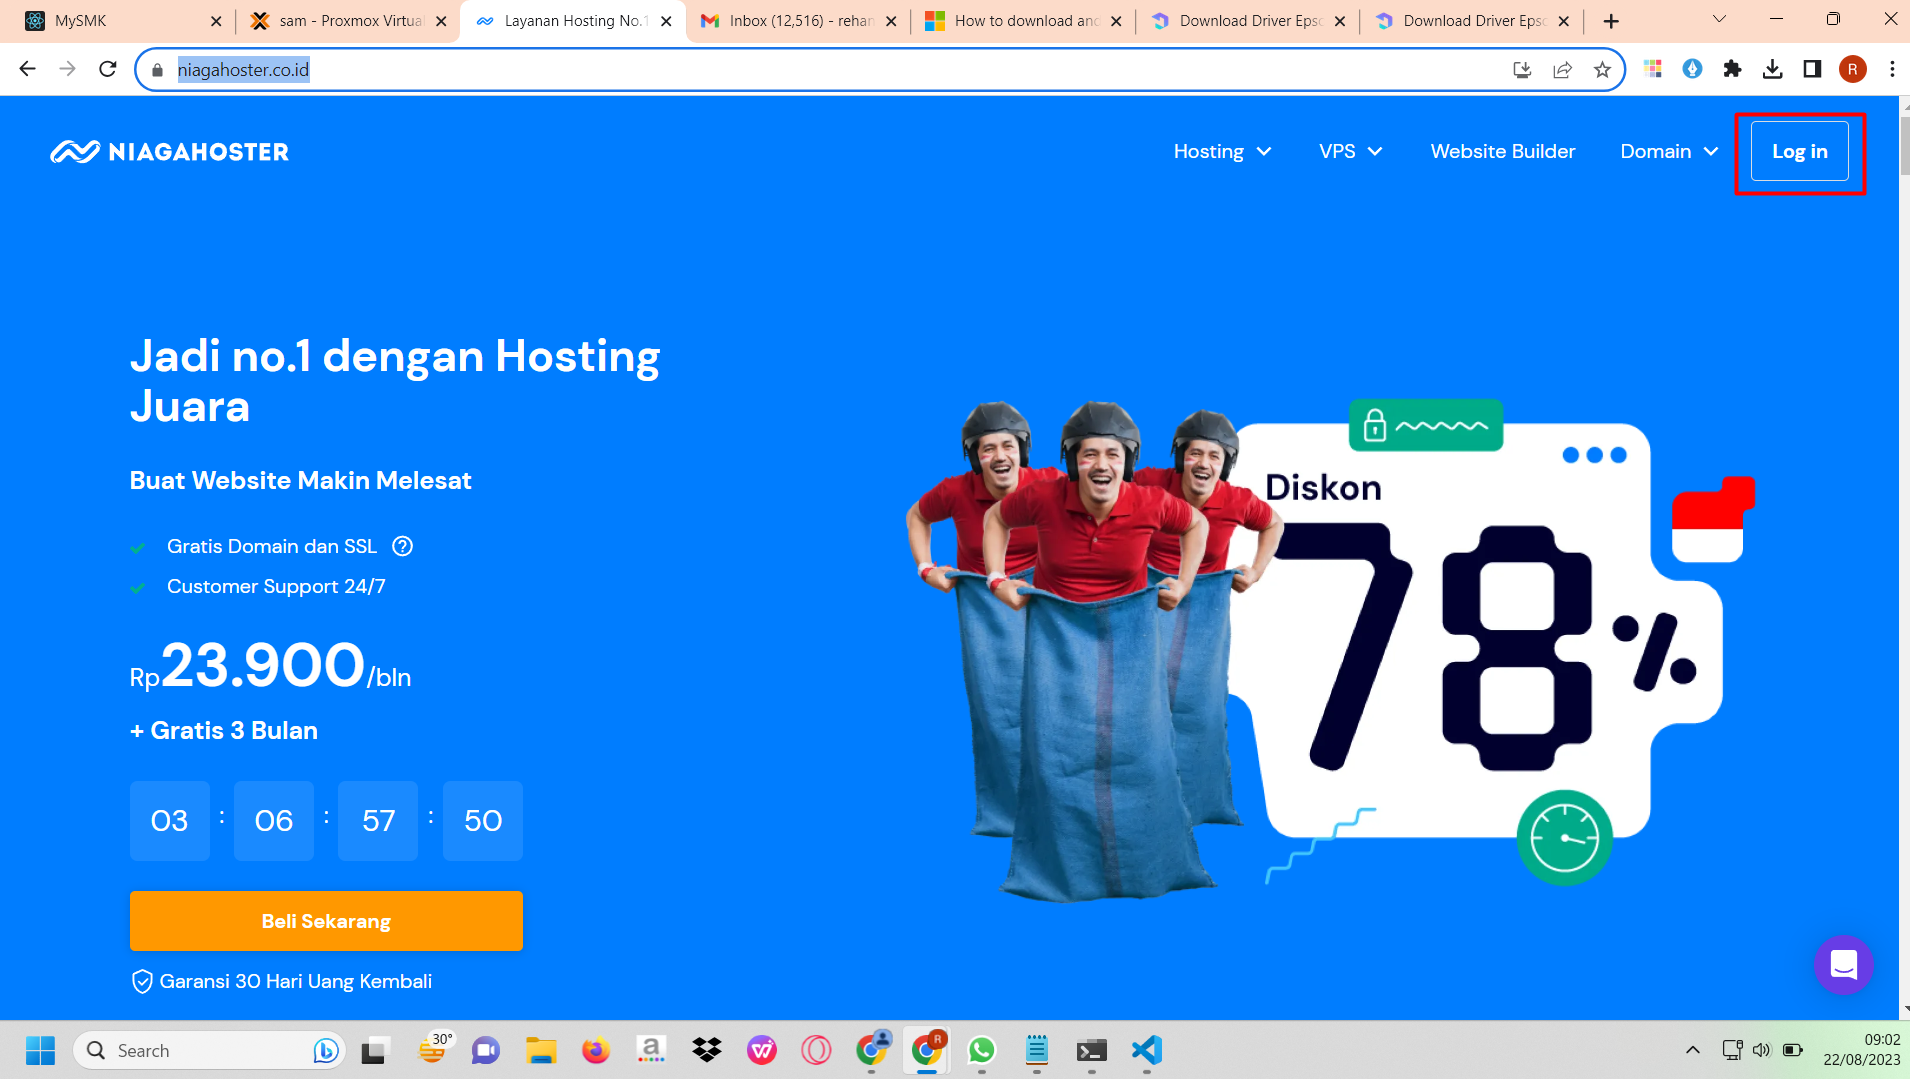 MySMK
sam - Proxmox Virtual
Layanan Hosting No.1
Inbox (12,516) - rehan
How to download and
Download Driver Epso
Download Driver Epso
niagahoster.co.id
R
NIAGAHOSTER
Hosting
VPS
Website Builder
Domain
Log in
Jadi no.1 dengan Hosting
Juara
Buat Website Makin Melesat
Gratis Domain dan SSL
Customer Support 24/7
Rp23.900/bln
+ Gratis 3 Bulan
03 : 06 : 57 : 50
Beli Sekarang
Garansi 30 Hari Uang Kembali
Diskon
78%
Search
30°
a
R
09:02
22/08/2023